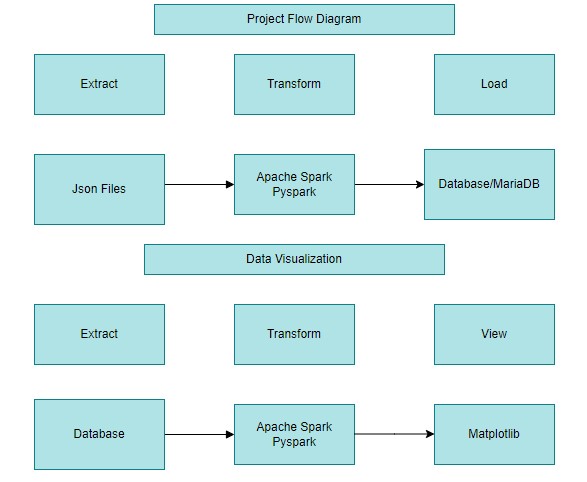 Project Flow Diagram
Extract
Transform
Load
Json Files
Apache Spark
Pyspark
Database/MariaDB
Data Visualization
Extract
Transform
View
Database
Apache Spark
Pyspark
Matplotlib